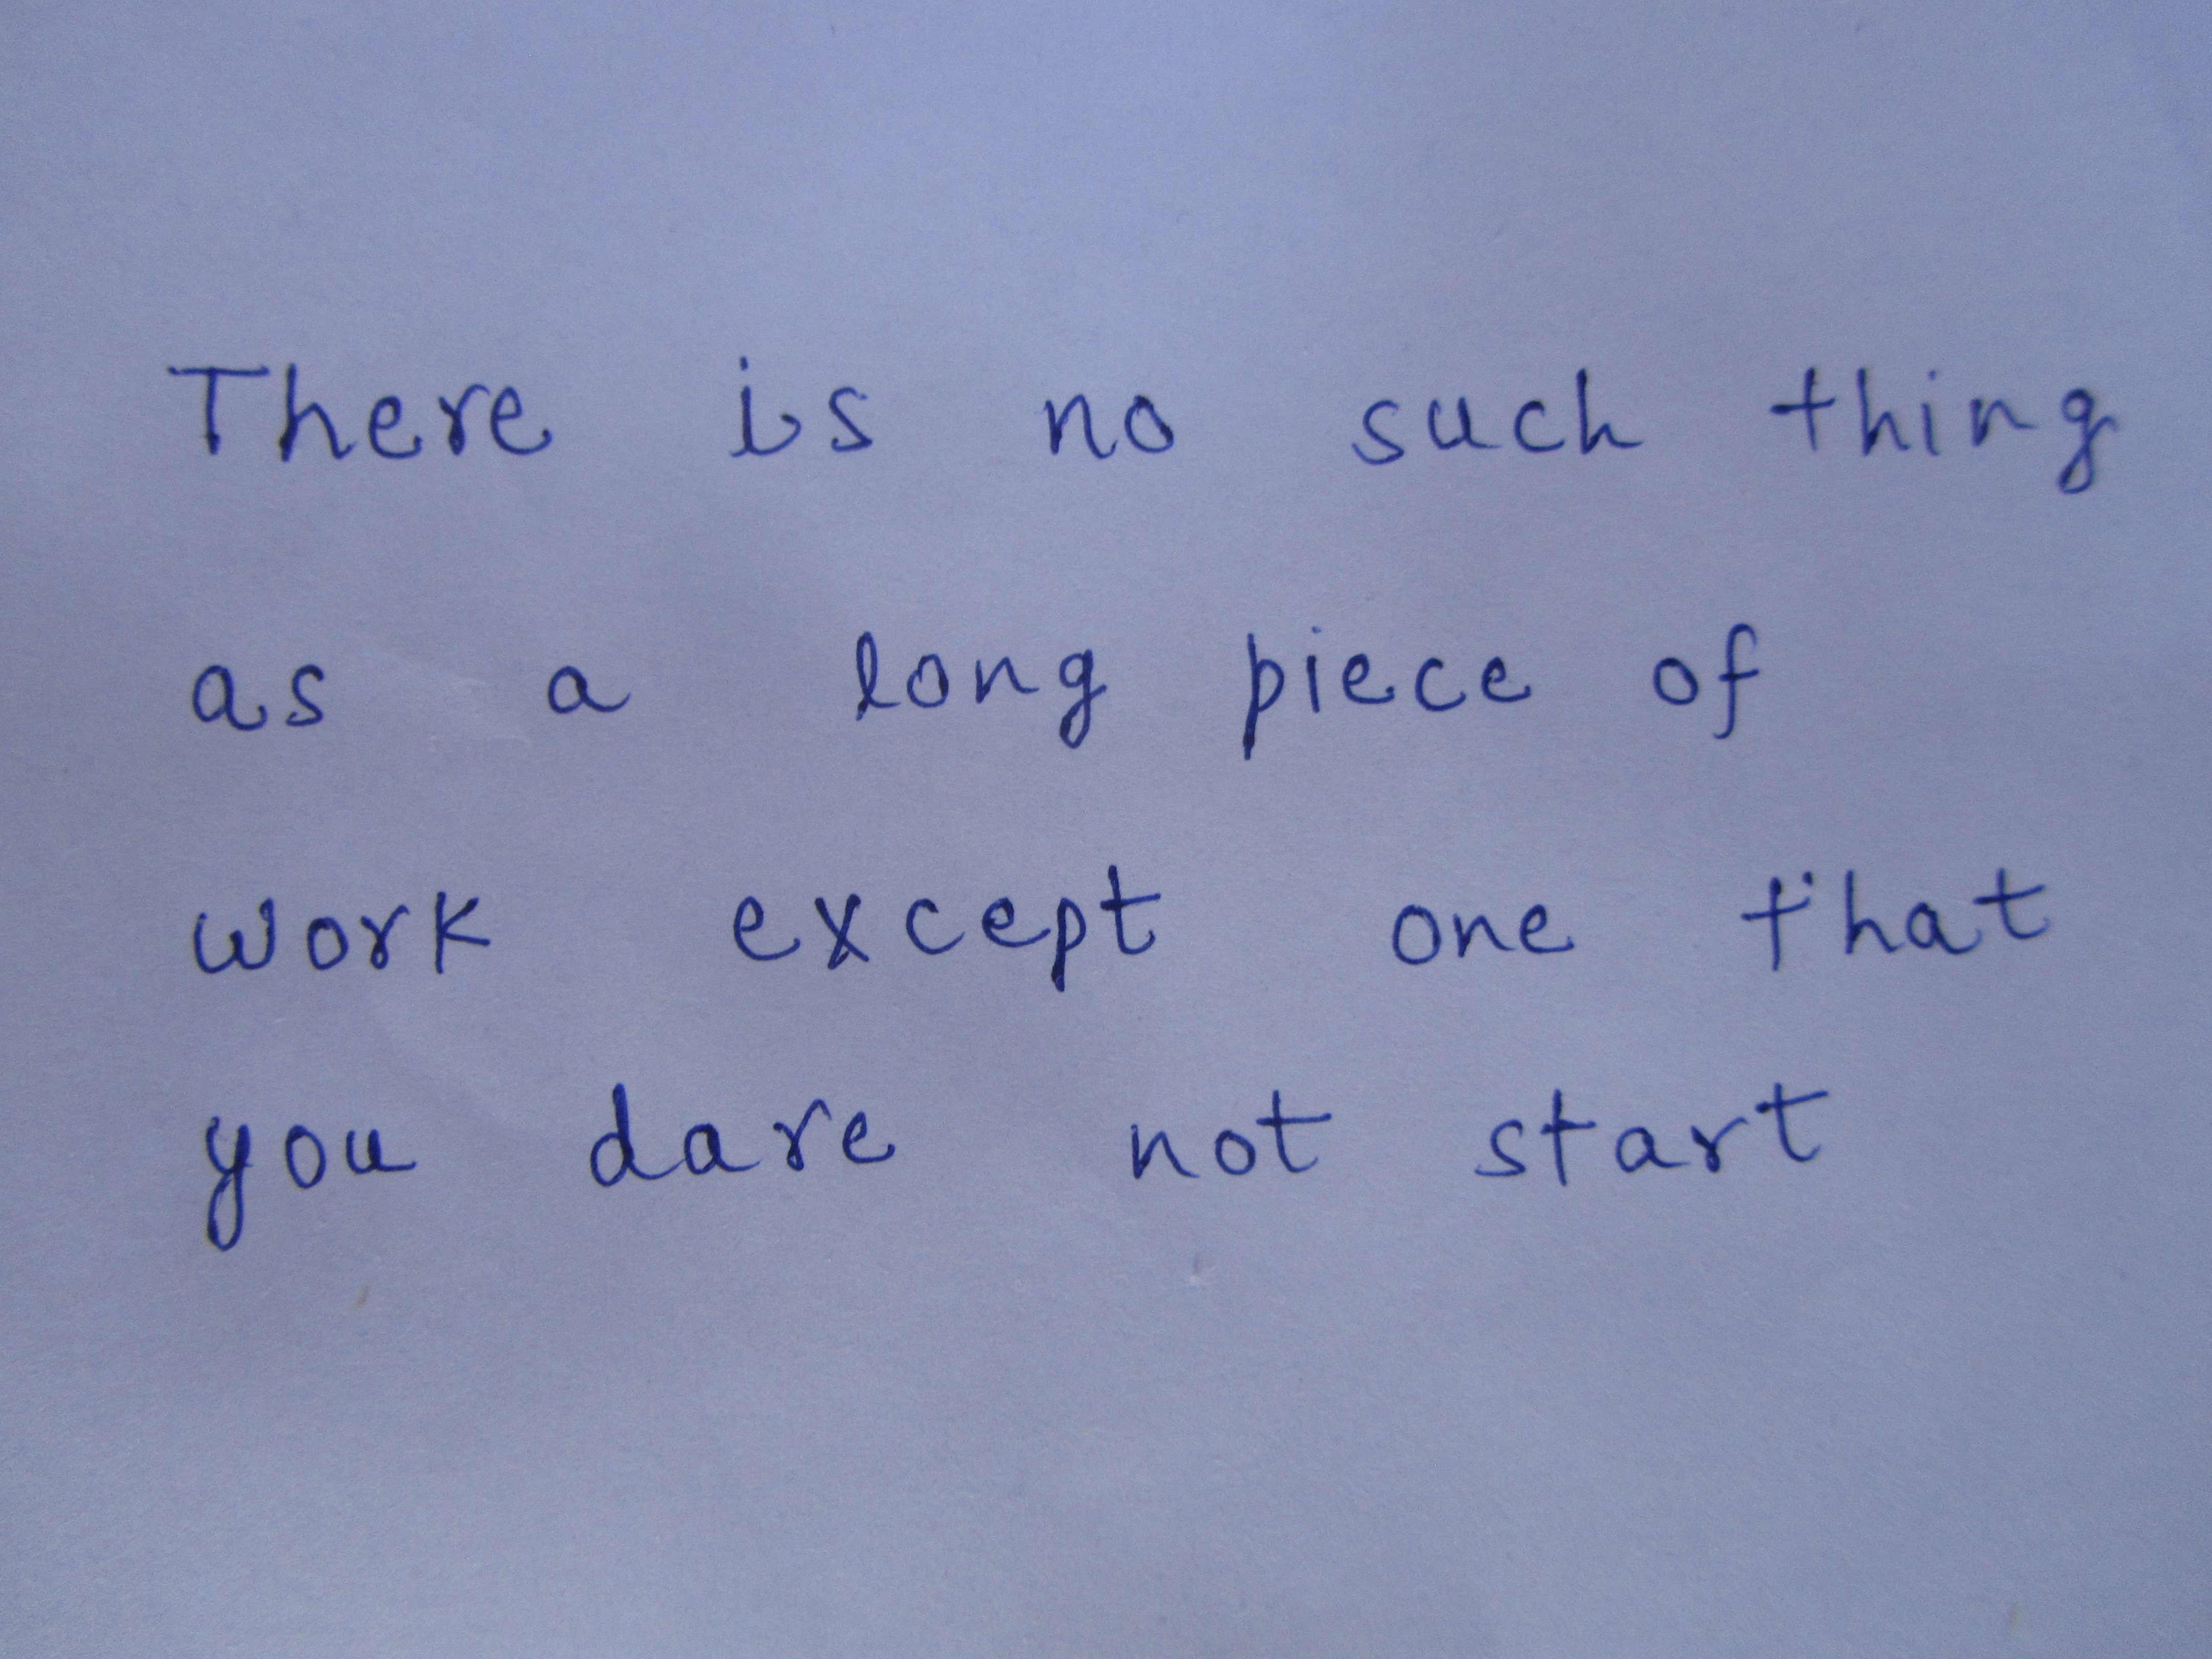 There is no such thing
as a long piece of
work except one that
you dare not start